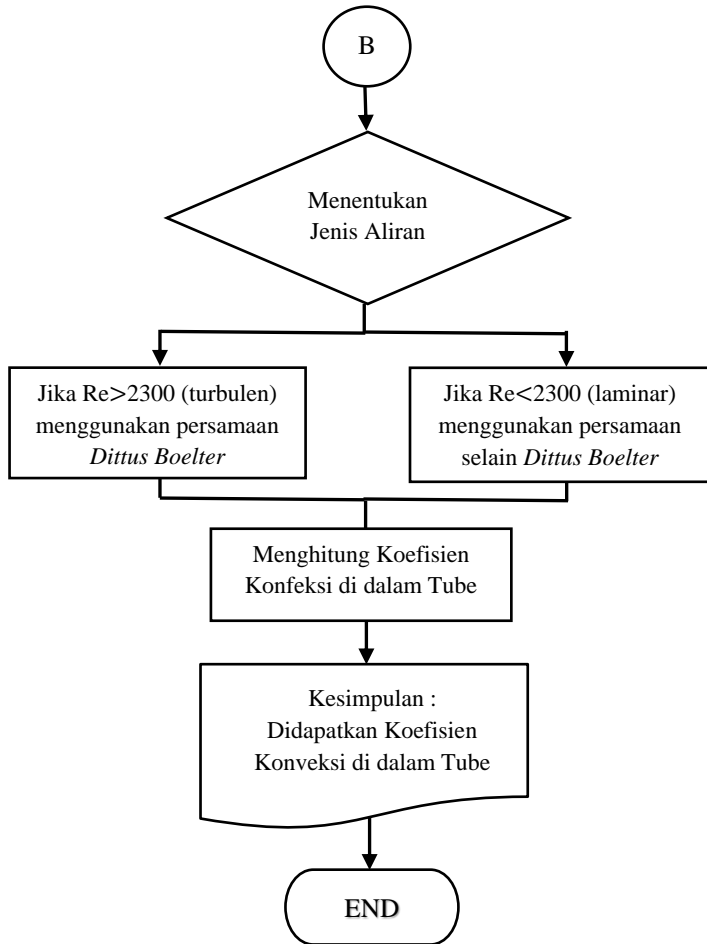 B
Menentukan
Jenis Aliran
Jika Re>2300 (turbulen)
menggunakan persamaan
Dittus Boelter
Jika Re<2300 (laminar)
menggunakan persamaan
selain Dittus Boelter
Menghitung Koefisien
Konfeksi di dalam Tube
Kesimpulan :
Didapatkan Koefisien
Konveksi di dalam Tube
END